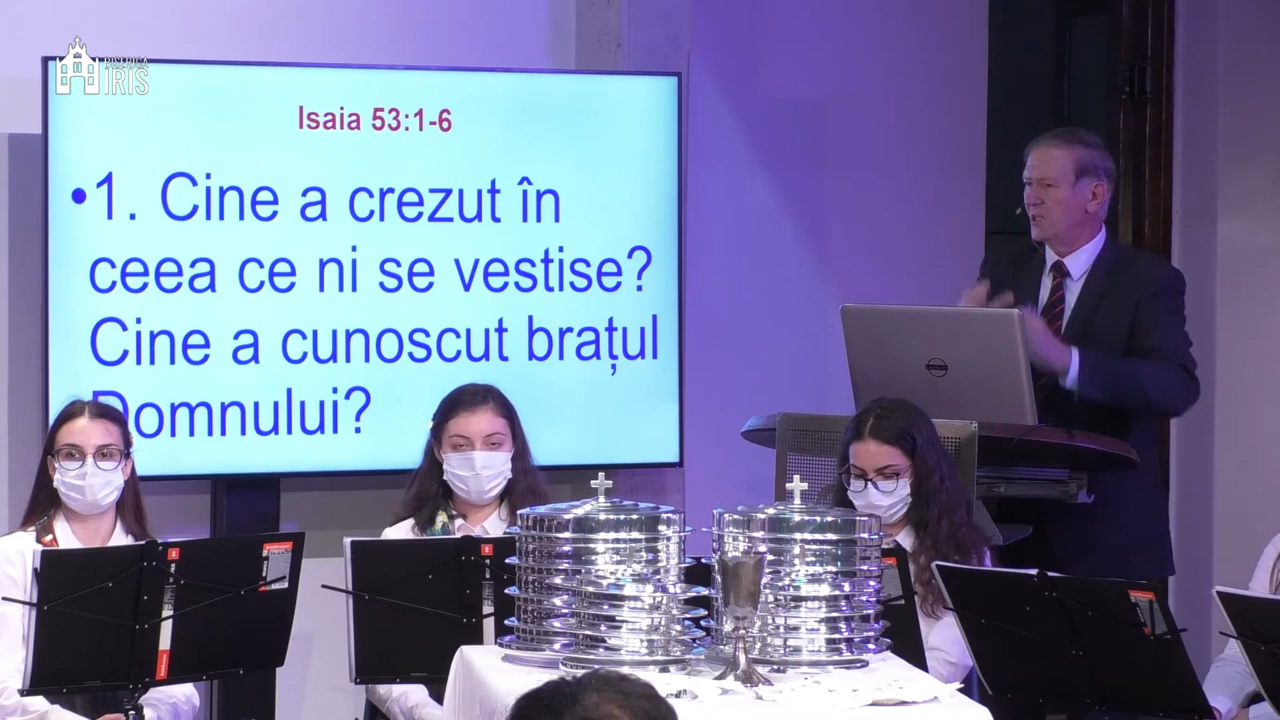 BISERICA
IRIS
Isaia 53:1-6
•1. Cine a crezut în
ceea ce ni se vestise?
Cine a cunoscut brațul
Domnului?